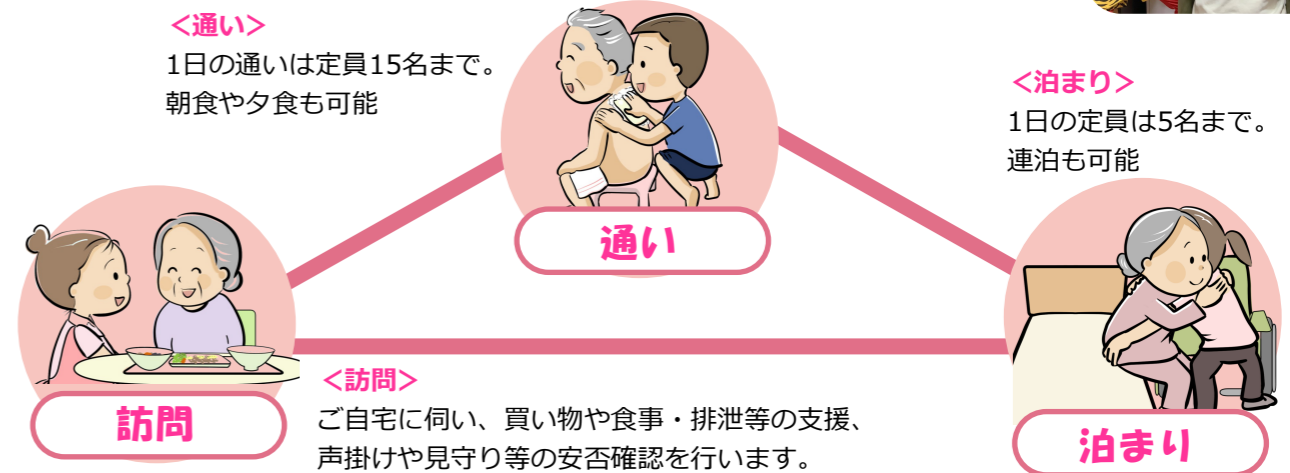 <通い>
1日の通いは定員15名まで。
朝食や夕食も可能
通い
<泊まり>
1日の定員は5名まで。
連泊も可能
泊まり
訪問
<訪問>
ご自宅に伺い、買い物や食事・排泄等の支援、
声掛けや見守り等の安否確認を行います。